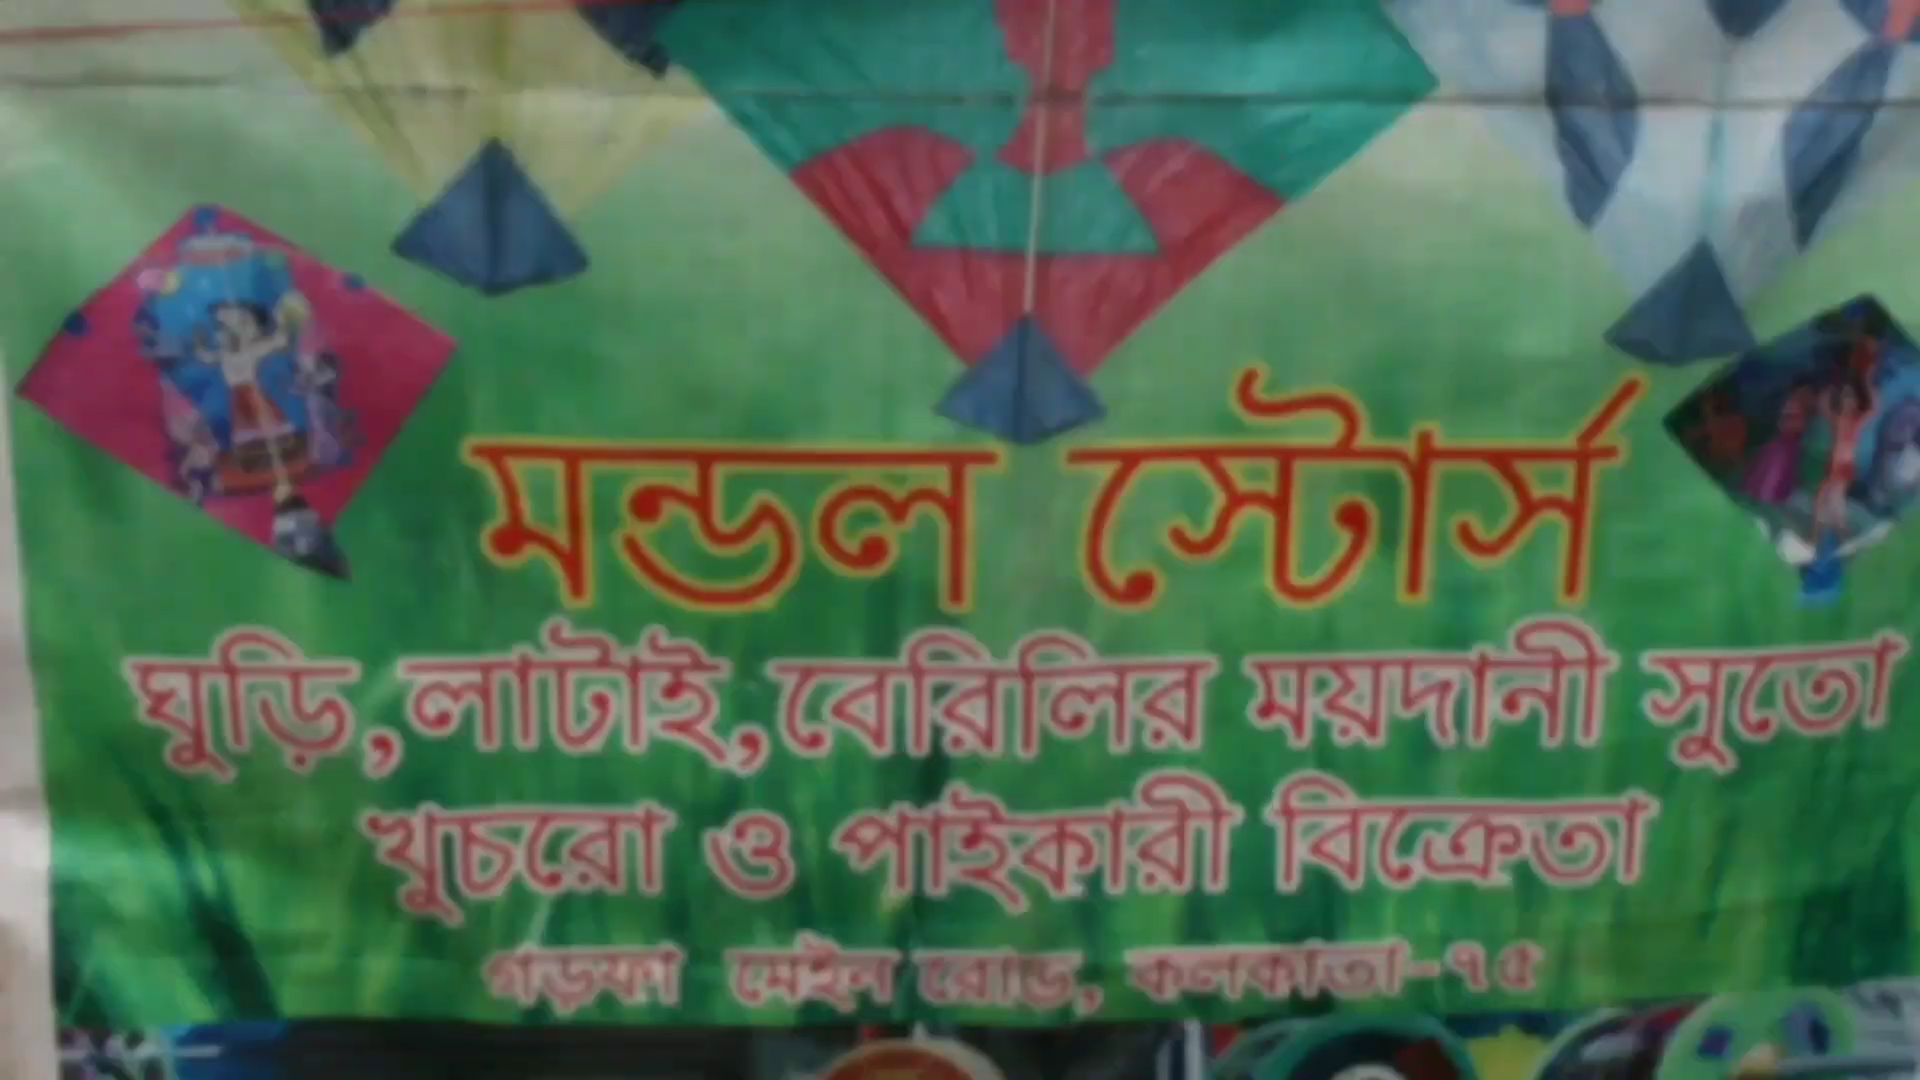 মন্ডল স্টোর্স
ঘুড়ি,লাটাই,বেরিলির ময়দানী সুতো
খুচরো ও পাইকারী বিক্রেতা
গড়ফা মেইন রোড, কলকাতা-৭৫